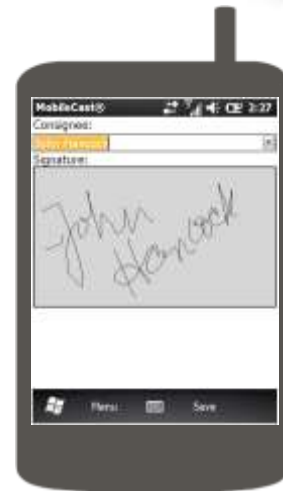 MobileCast® 2:27
Consignee:
John Hancock
Signature:
John
Hancock
Menu Save